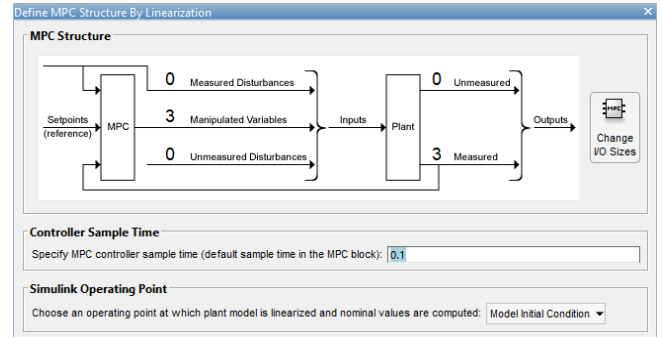 Define MPC Structure By Linearization
MPC Structure
0 Measured Disturbances
0 Unmeasured
Setpoints
(reference)
MPC
3 Manipulated Variables
Inputs
Plant
Outputs
0 Unmeasured Disturbances
3 Measured
MPC
Change
I/O Sizes
Controller Sample Time
Specify MPC controller sample time (default sample time in the MPC block): 0.1
Simulink Operating Point
Choose an operating point at which plant model is linearized and nominal values are computed: Model Initial Condition